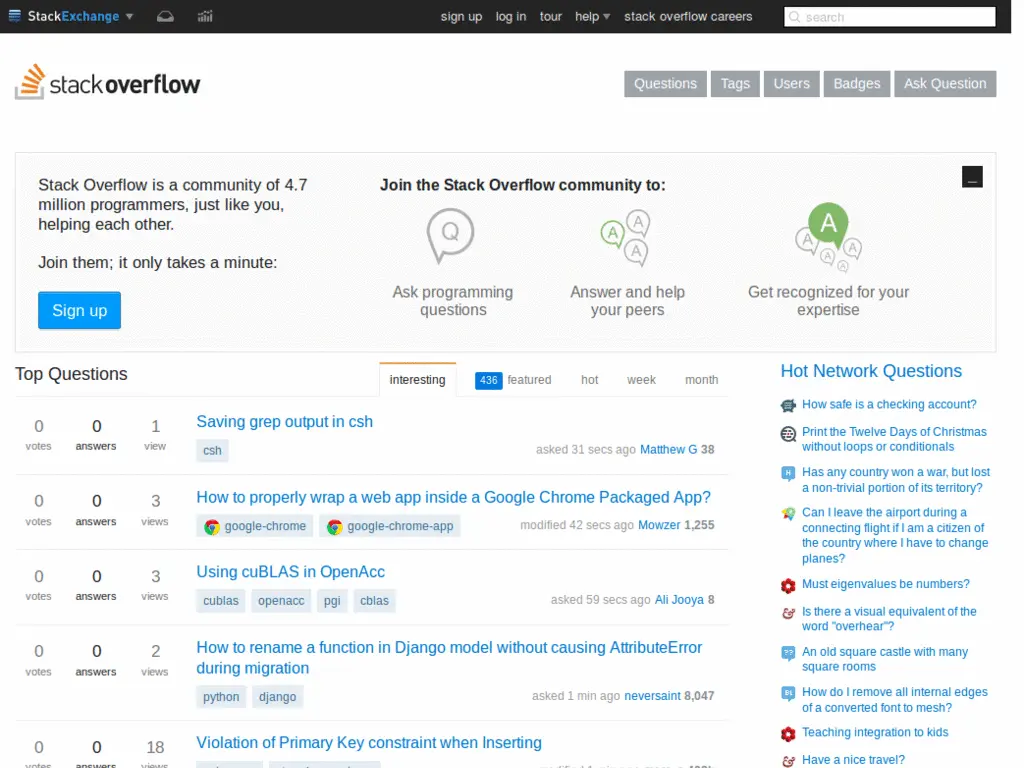 StackExchange sign up log in tour help stack overflow careers search
stack overflow
Questions Tags Users Badges Ask Question
Stack Overflow is a community of 4.7
million programmers, just like you,
helping each other.
Join them; it only takes a minute:
Sign up
Join the Stack Overflow community to:
Q
Ask programming
questions
A A A
Answer and help
your peers
A A A A A
Get recognized for your
expertise
Top Questions
interesting 436 featured hot week month
0 votes 0 answers 1 view
Saving grep output in csh
csh
asked 31 secs ago Matthew G 38
0 votes 0 answers 3 views
How to properly wrap a web app inside a Google Chrome Packaged App?
google-chrome google-chrome-app
modified 42 secs ago Mowzer 1,255
0 votes 0 answers 3 views
Using cuBLAS in OpenAcc
cublas openacc pgi cblas
asked 59 secs ago Ali Jooya 8
0 votes 0 answers 2 views
How to rename a function in Django model without causing AttributeError
during migration
python django
asked 1 min ago neversaint 8,047
0 votes 0 answers 18 views
Violation of Primary Key constraint when Inserting
Hot Network Questions
How safe is a checking account?
Print the Twelve Days of Christmas
without loops or conditionals
Has any country won a war, but lost
a non-trivial portion of its territory?
Can I leave the airport during a
connecting flight if I am a citizen of
the country where I have to change
planes?
Must eigenvalues be numbers?
Is there a visual equivalent of the
word "overhear"?
An old square castle with many
square rooms
How do I remove all internal edges
of a converted font to mesh?
Teaching integration to kids
Have a nice travel?